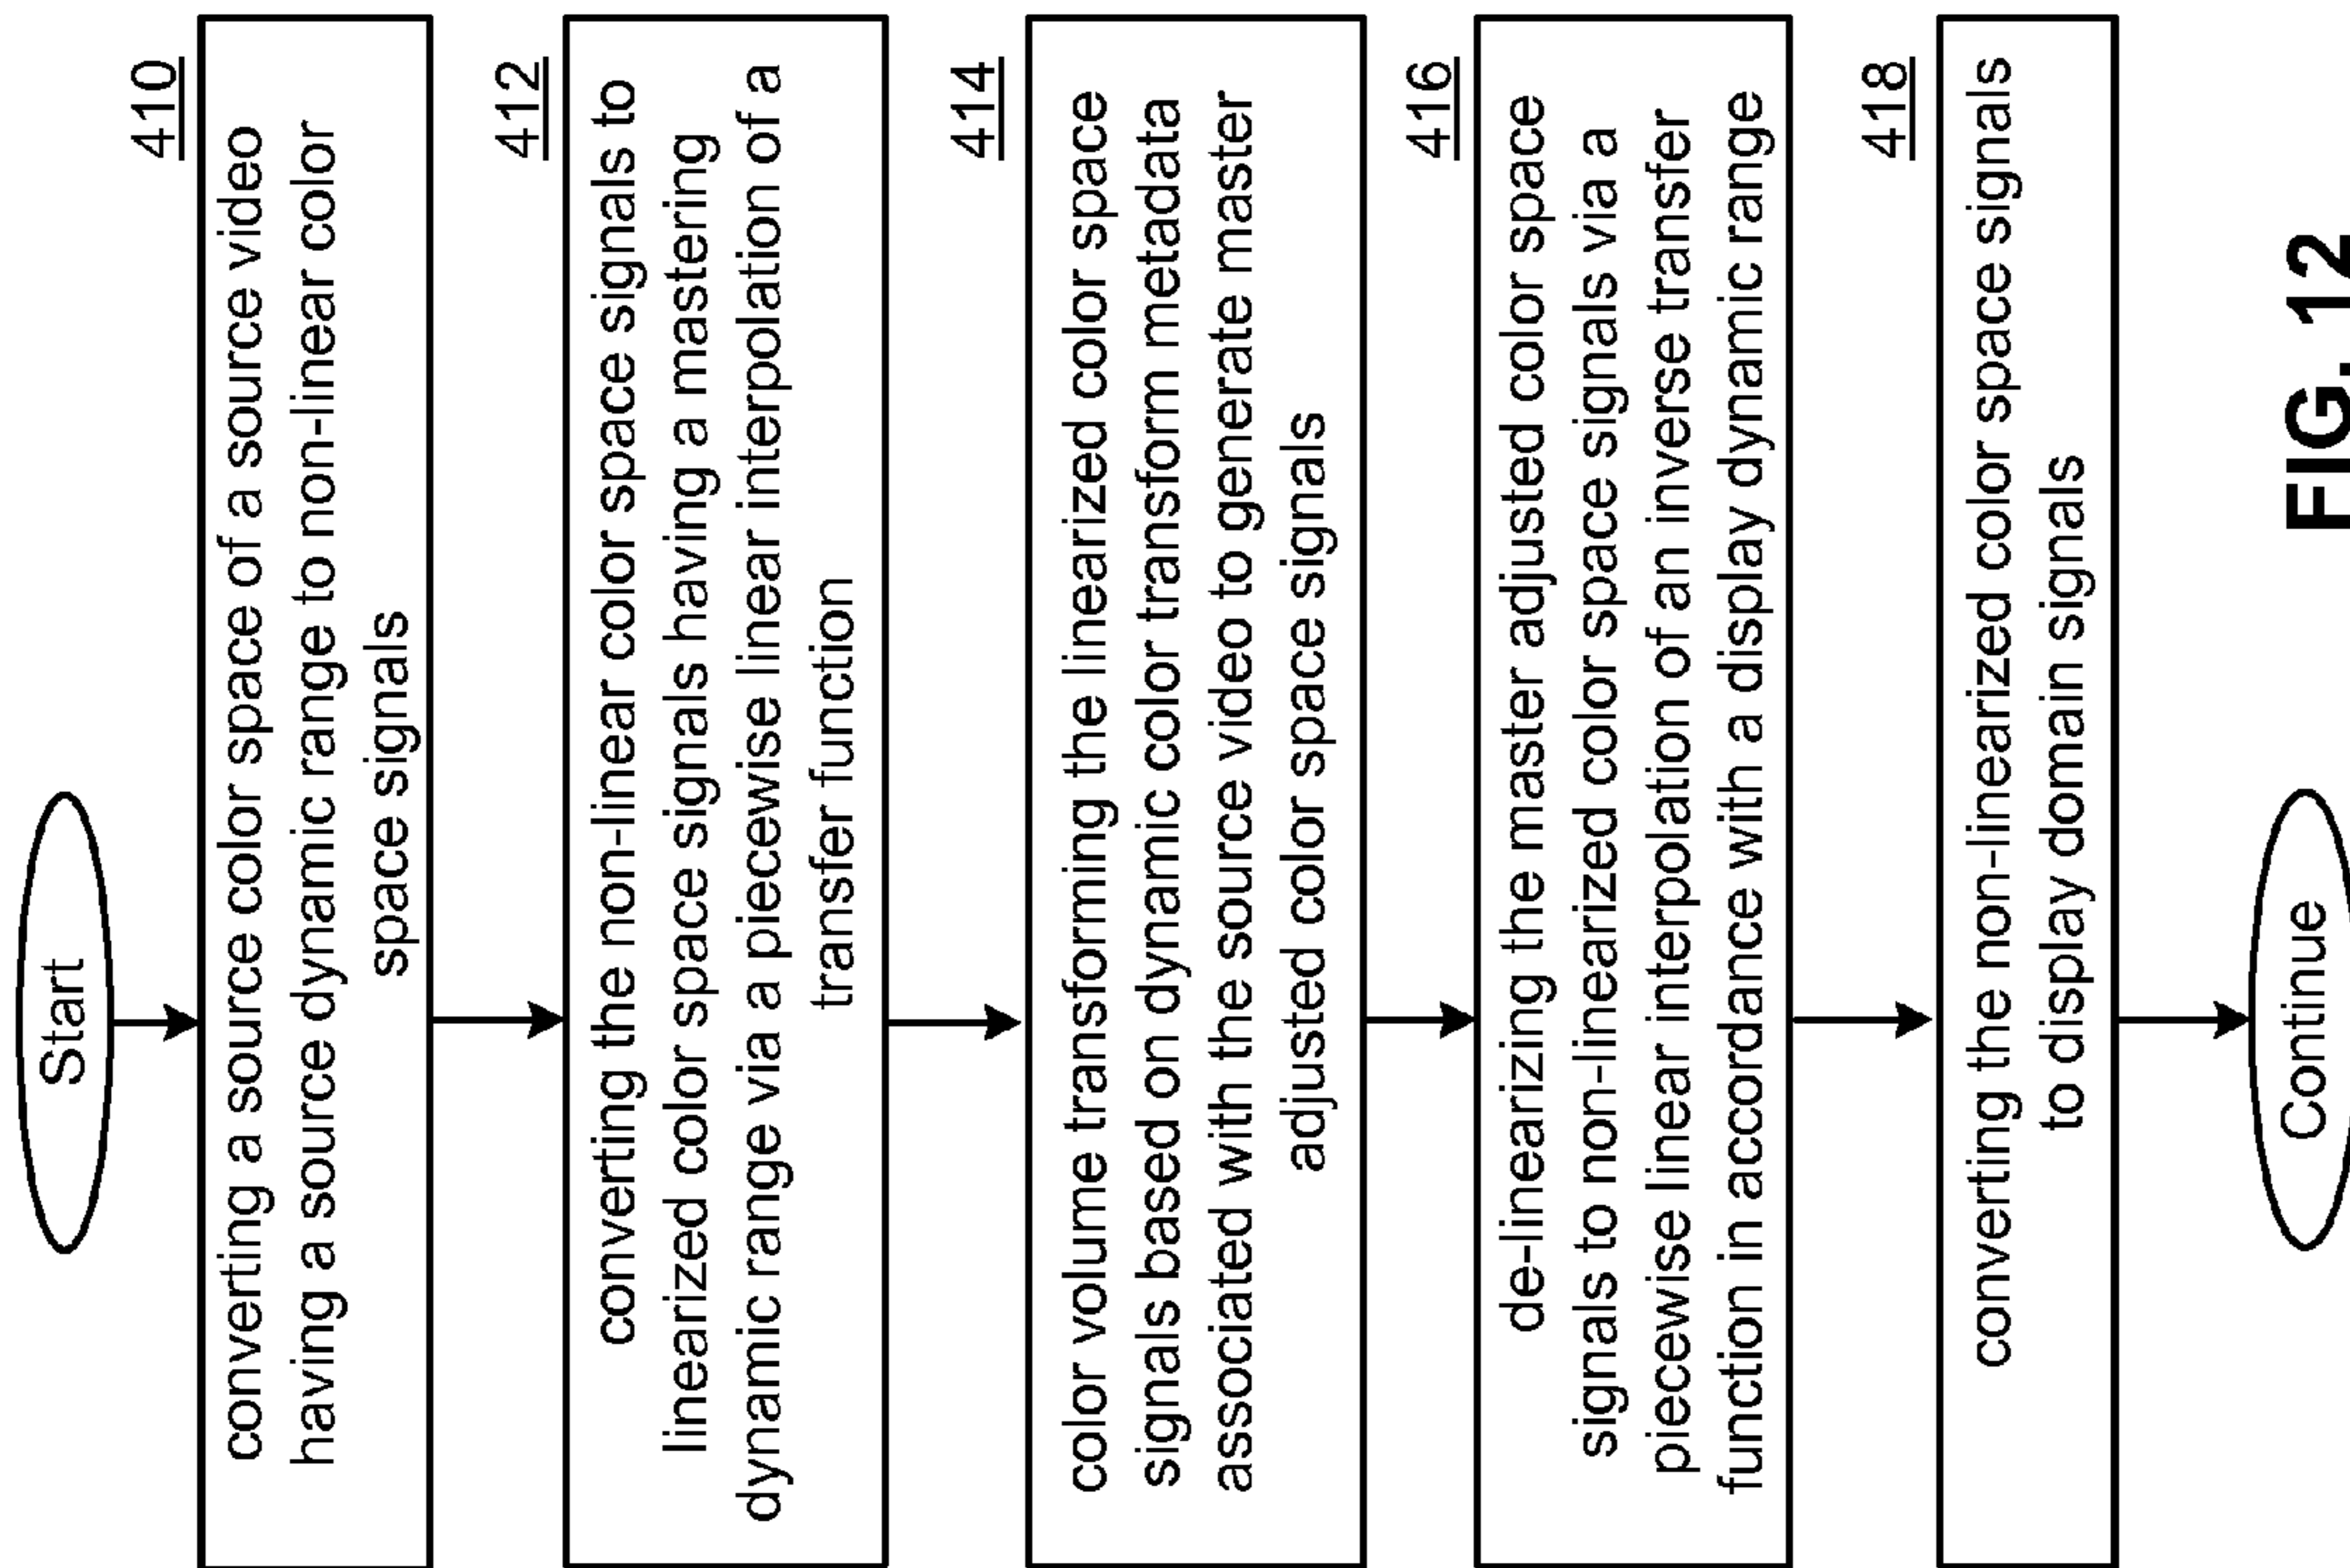 Start
410
converting a source color space of a source video
having a source dynamic range to non-linear color
space signals
412
converting the non-linear color space signals to
linearized color space signals having a mastering
dynamic range via a piecewise linear interpolation of a
transfer function
414
color volume transforming the linearized color space
signals based on dynamic color transform metadata
associated with the source video to generate master
adjusted color space signals
416
de-linearizing the master adjusted color space
signals to non-linearized color space signals via a
piecewise linear interpolation of an inverse transfer
function in accordance with a display dynamic range
418
converting the non-linearized color space signals
to display domain signals
Continue
FIG. 12